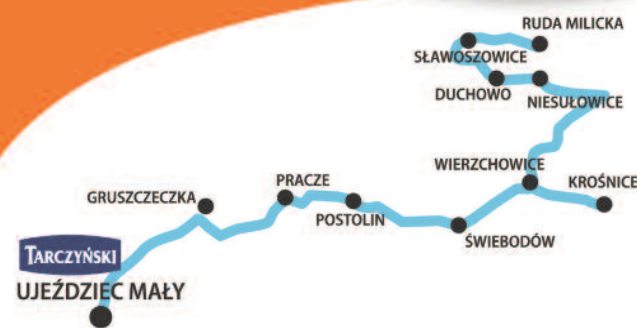 RUDA MILICKA
SŁAWOSZOWICE
DUCHOWO
NIESUŁOWICE
WIERZCHOWICE
KROŚNICE
PRACZE
GRUSZCZECZKA
POSTOLIN
ŚWIEBODÓW
TARCZYŃSKI
UJEŹDZIEC MAŁY